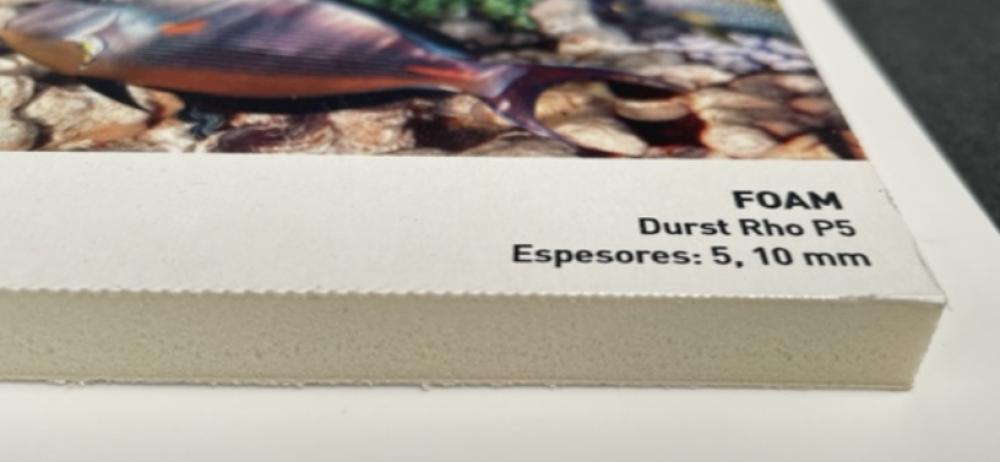 FOAM
Durst Rho P5
Espesores: 5, 10 mm